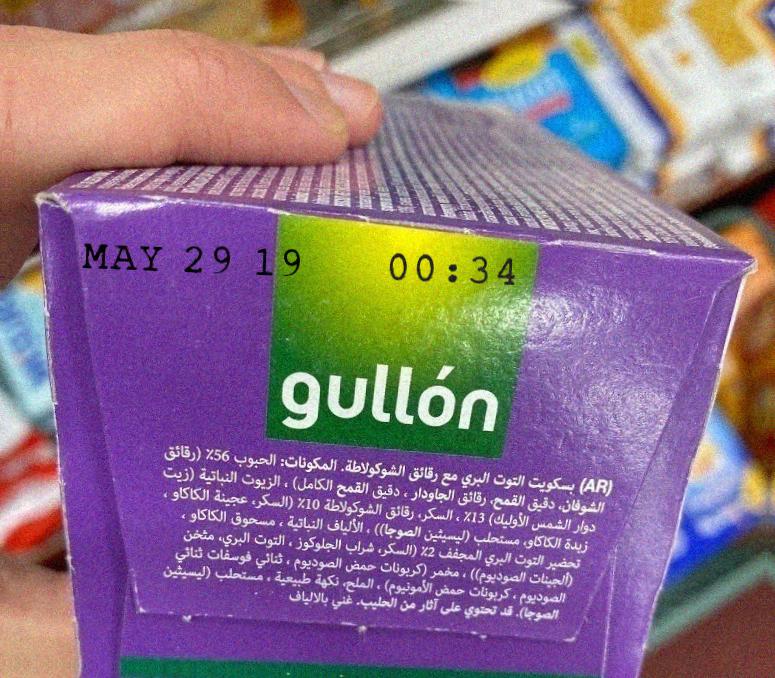 MAY 29 19 00:34
gullón
(AR) بسكويت التوت البري مع رقائق الشوكولاطة. المكونات: الحبوب 56٪ (رقائق
الشوفان، دقيق القمح، رقائق الجاودار ، دقيق القمح الكامل) ، الزيوت النباتية (زيت
دوار الشمس الأوليك) 13٪ ، السكر، رقائق الشوكولاطة 10٪ (السكر، عجينة الكاكاو ،
زبدة الكاكاو، مستحلب (ليسيثين الصوجا)) ، الألياف النباتية ، مسحوق الكاكاو ،
تحضير التوت البري المجفف 2٪ (السكر، شراب الجلوكوز ، التوت البري، مثخن
(ألجينات الصوديوم)) ، مخمر (كربونات حمض الصوديوم ، ثنائي فوسفات ثنائي
الصوديوم ، كربونات حمض الأمونيوم) ، الملح، نكهة طبيعية ، مستحلب (ليسيثين
الصوجا). قد تحتوي على آثار من الحليب. غني بالالياف